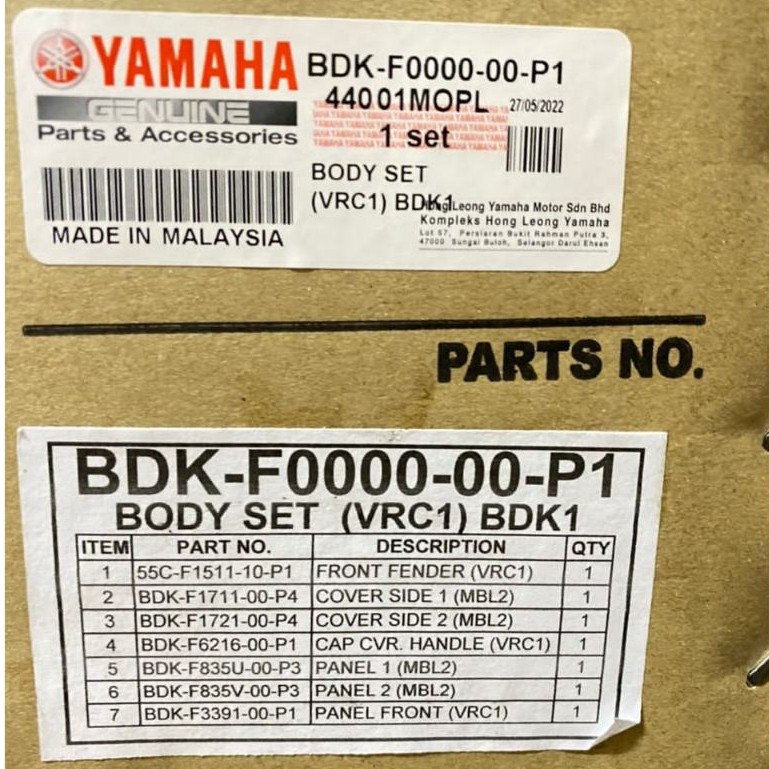 YAMAHA
GENUINE
Parts & Accessories
MADE IN MALAYSIA
BDK-F0000-00-P1
44001MOPL 27/05/2022
1 set
BODY SET
(VRC1) BDK1
Hong Leong Yamaha Motor Sdn Bhd
Kompleks Hong Leong Yamaha
Lot 57, Persiaran Bukit Rahman Putra 3,
47000 Sungai Buloh, Selangor Darul Ehsan
PARTS NO.
BDK-F0000-00-P1
BODY SET (VRC1) BDK1
ITEM PART NO. DESCRIPTION QTY
1 55C-F1511-10-P1 FRONT FENDER (VRC1) 1
2 BDK-F1711-00-P4 COVER SIDE 1 (MBL2) 1
3 BDK-F1721-00-P4 COVER SIDE 2 (MBL2) 1
4 BDK-F6216-00-P1 CAP CVR. HANDLE (VRC1) 1
5 BDK-F835U-00-P3 PANEL 1 (MBL2) 1
6 BDK-F835V-00-P3 PANEL 2 (MBL2) 1
7 BDK-F3391-00-P1 PANEL FRONT (VRC1) 1